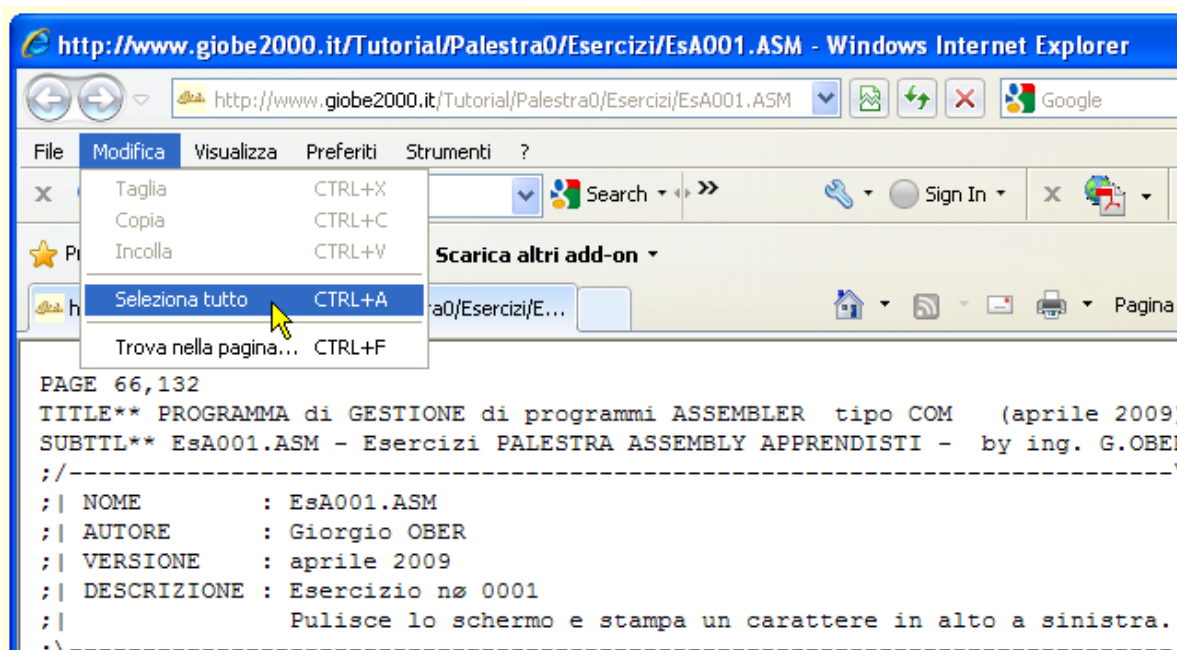 http://www.giobe2000.it/Tutorial/Palestra0/Esercizi/EsA001.ASM - Windows Internet Explorer
http://www.giobe2000.it/Tutorial/Palestra0/Esercizi/EsA001.ASM Google
File Modifica Visualizza Preferiti Strumenti ?
Taglia CTRL+X
Search Sign In
Copia CTRL+C
Incolla CTRL+V
Scarica altri add-on
Seleziona tutto CTRL+A
ra0/Esercizi/E... Pagina
Trova nella pagina... CTRL+F
PAGE 66,132
TITLE** PROGRAMMA di GESTIONE di programmi ASSEMBLER tipo COM (aprile 2009)
SUBTTL** EsA001.ASM - Esercizi PALESTRA ASSEMBLY APPRENDISTI - by ing. G.OBE
;/---------------------------------------------------------------------------\
;| NOME : EsA001.ASM
;| AUTORE : Giorgio OBER
;| VERSIONE : aprile 2009
;| DESCRIZIONE : Esercizio nø 0001
;| Pulisce lo schermo e stampa un carattere in alto a sinistra.
;\---------------------------------------------------------------------------